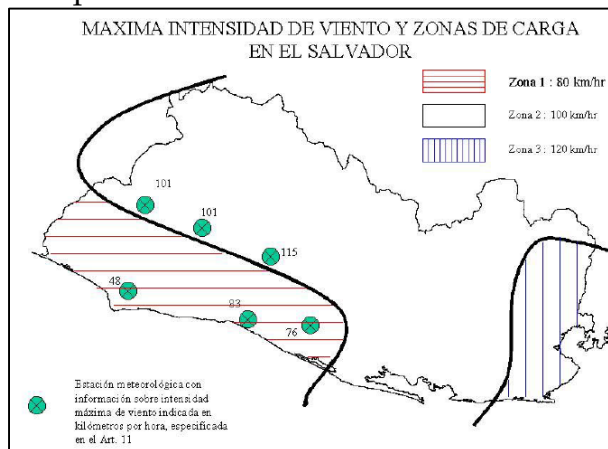 MAXIMA INTENSIDAD DE VIENTO Y ZONAS DE CARGA
EN EL SALVADOR
Zona 1 : 80 km/hr
Zona 2 : 100 km/hr
Zona 3 : 120 km/hr
101
101
115
48
83
76
Estación meteorológica con
información sobre intensidad
máxima de viento indicada en
kilómetros por hora, especificada
en el Art. 11